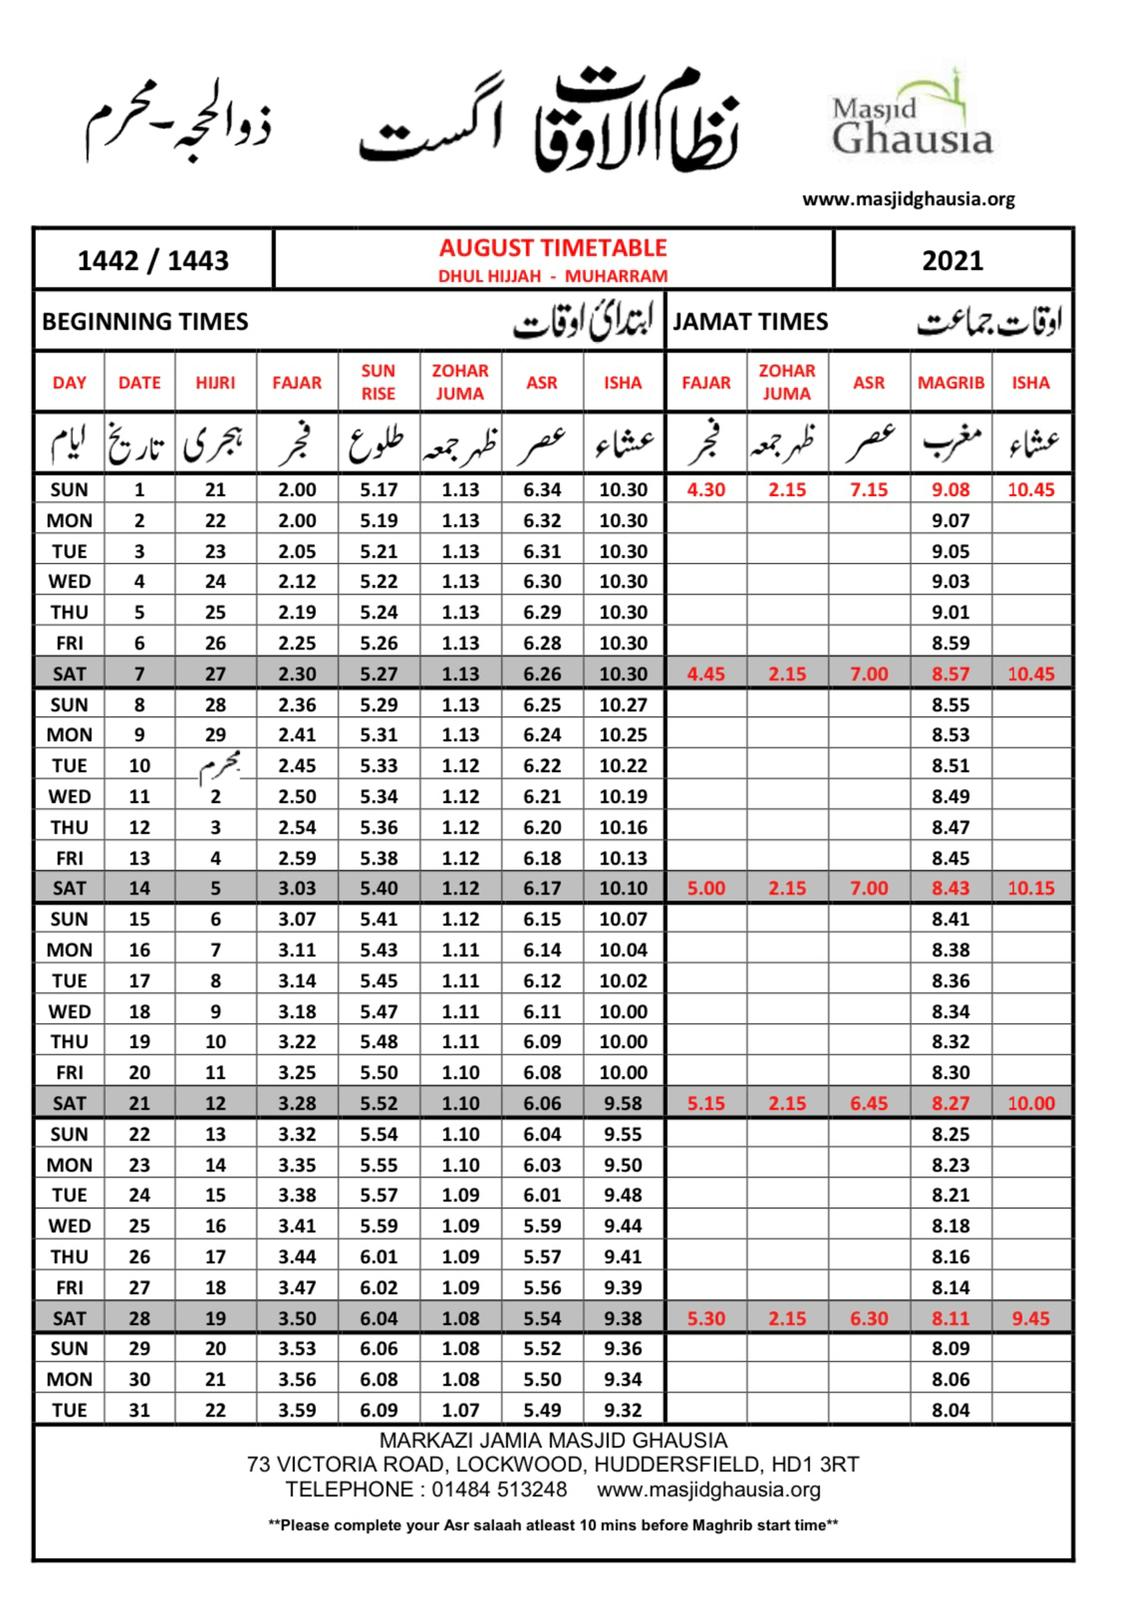 ذوالحجہ-محرم
نظام الاوقات اگست
Masjid
Ghausia
www.masjidghausia.org
1442 / 1443 AUGUST TIMETABLE 2021
DHUL HIJJAH - MUHARRAM
BEGINNING TIMES ابتدائی اوقات JAMAT TIMES اوقات جماعت
DAY DATE HIJRI FAJAR SUN RISE ZOHAR JUMA ASR ISHA FAJAR ZOHAR JUMA ASR MAGRIB ISHA
ایام تاریخ ہجری فجر طلوع ظہر جمعہ عصر عشاء فجر ظہر جمعہ عصر مغرب عشاء
SUN 1 21 2.00 5.17 1.13 6.34 10.30 4.30 2.15 7.15 9.08 10.45
MON 2 22 2.00 5.19 1.13 6.32 10.30 9.07
TUE 3 23 2.05 5.21 1.13 6.31 10.30 9.05
WED 4 24 2.12 5.22 1.13 6.30 10.30 9.03
THU 5 25 2.19 5.24 1.13 6.29 10.30 9.01
FRI 6 26 2.25 5.26 1.13 6.28 10.30 8.59
SAT 7 27 2.30 5.27 1.13 6.26 10.30 4.45 2.15 7.00 8.57 10.45
SUN 8 28 2.36 5.29 1.13 6.25 10.27 8.55
MON 9 29 2.41 5.31 1.13 6.24 10.25 8.53
TUE 10 محرم 2.45 5.33 1.12 6.22 10.22 8.51
WED 11 2 2.50 5.34 1.12 6.21 10.19 8.49
THU 12 3 2.54 5.36 1.12 6.20 10.16 8.47
FRI 13 4 2.59 5.38 1.12 6.18 10.13 8.45
SAT 14 5 3.03 5.40 1.12 6.17 10.10 5.00 2.15 7.00 8.43 10.15
SUN 15 6 3.07 5.41 1.12 6.15 10.07 8.41
MON 16 7 3.11 5.43 1.11 6.14 10.04 8.38
TUE 17 8 3.14 5.45 1.11 6.12 10.02 8.36
WED 18 9 3.18 5.47 1.11 6.11 10.00 8.34
THU 19 10 3.22 5.48 1.11 6.09 10.00 8.32
FRI 20 11 3.25 5.50 1.10 6.08 10.00 8.30
SAT 21 12 3.28 5.52 1.10 6.06 9.58 5.15 2.15 6.45 8.27 10.00
SUN 22 13 3.32 5.54 1.10 6.04 9.55 8.25
MON 23 14 3.35 5.55 1.10 6.03 9.50 8.23
TUE 24 15 3.38 5.57 1.09 6.01 9.48 8.21
WED 25 16 3.41 5.59 1.09 5.59 9.44 8.18
THU 26 17 3.44 6.01 1.09 5.57 9.41 8.16
FRI 27 18 3.47 6.02 1.09 5.56 9.39 8.14
SAT 28 19 3.50 6.04 1.08 5.54 9.38 5.30 2.15 6.30 8.11 9.45
SUN 29 20 3.53 6.06 1.08 5.52 9.36 8.09
MON 30 21 3.56 6.08 1.08 5.50 9.34 8.06
TUE 31 22 3.59 6.09 1.07 5.49 9.32 8.04
MARKAZI JAMIA MASJID GHAUSIA
73 VICTORIA ROAD, LOCKWOOD, HUDDERSFIELD, HD1 3RT
TELEPHONE : 01484 513248 www.masjidghausia.org
**Please complete your Asr salaah atleast 10 mins before Maghrib start time**